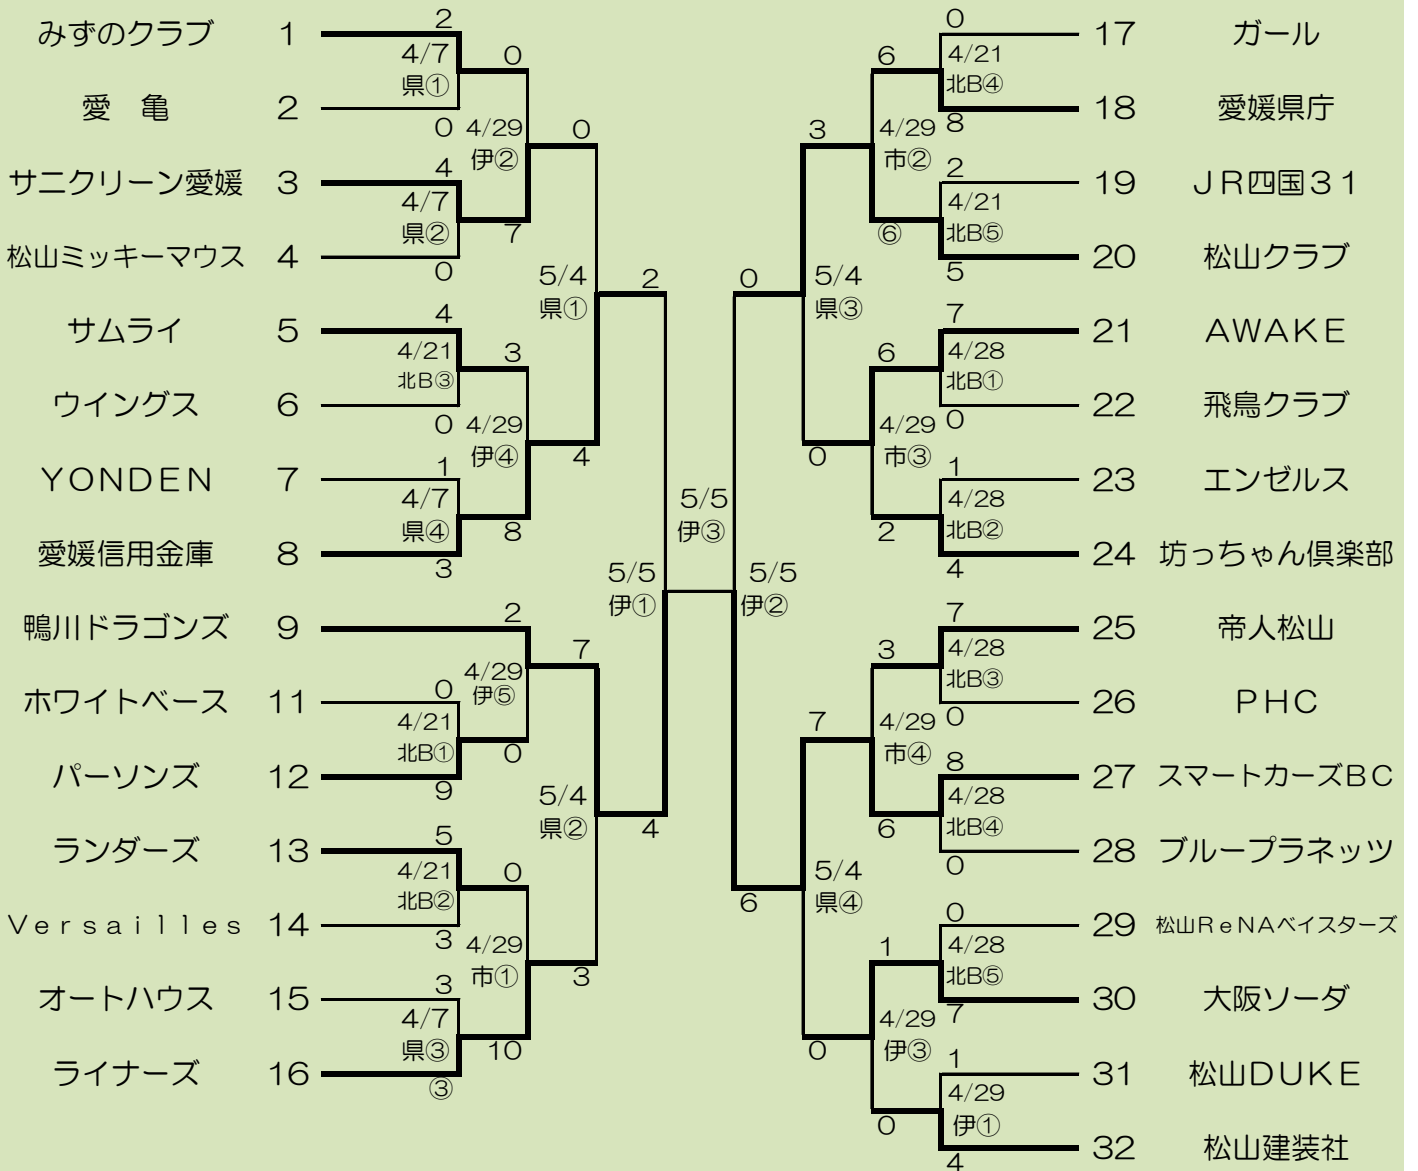 みずのクラブ 1 2 0 17 ガール
4/7 0 6 4/21
県① 北B④
愛 亀 2 18 愛媛県庁
0 4/29 0 3 4/29 8
伊② 市②
サニクリーン愛媛 3 4 2 19 JR四国31
4/7 4/21
県② 7 ⑥ 北B⑤
松山ミッキーマウス 4 20 松山クラブ
0 5/4 2 0 5/4 5
県① 県③
サムライ 5 4 7 21 AWAKE
4/21 3 6 4/28
北B③ 北B①
ウイングス 6 22 飛鳥クラブ
0 4/29 4/29 0
伊④ 4 0 市③
YONDEN 7 1 1 23 エンゼルス
4/7 5/5 4/28
県④ 8 伊③ 2 北B②
愛媛信用金庫 8 24 坊っちゃん倶楽部
3 5/5 5/5 4
伊① 伊②
鴨川ドラゴンズ 9 2 7 25 帝人松山
7 3 4/28
4/29 北B③
伊⑤
ホワイトベース 11 0 26 PHC
4/21 7 4/29 0
北B① 0 市④
パーソンズ 12 8 27 スマートカーズBC
9 5/4 4/28
県② 4 6 北B④
ランダーズ 13 5 28 ブループラネッツ
4/21 0 5/4 0
北B② 6 県④
Versailles 14 0 29 松山ReNAベイスターズ
3 4/29 1 4/28
市① 3 北B⑤
オートハウス 15 3 30 大阪ソーダ
4/7 4/29 7
県③ 10 0 伊③
ライナーズ 16 1 31 松山DUKE
③ 4/29
0 伊①
32 松山建装社
4